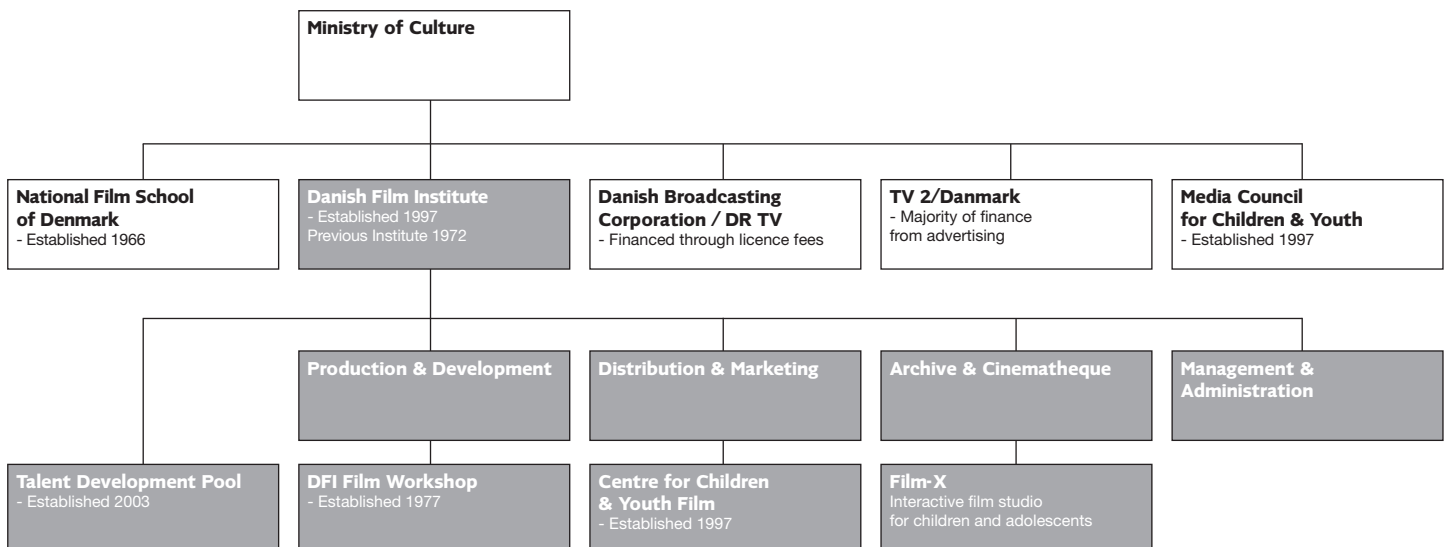 Ministry of Culture
National Film School
of Denmark
- Established 1966
Danish Film Institute
- Established 1997
Previous Institute 1972
Danish Broadcasting
Corporation / DR TV
- Financed through licence fees
TV 2/Danmark
- Majority of finance
from advertising
Media Council
for Children & Youth
- Established 1997
Production & Development
Distribution & Marketing
Archive & Cinematheque
Management &
Administration
Talent Development Pool
- Established 2003
DFI Film Workshop
- Established 1977
Centre for Children
& Youth Film
- Established 1997
Film-X
Interactive film studio
for children and adolescents